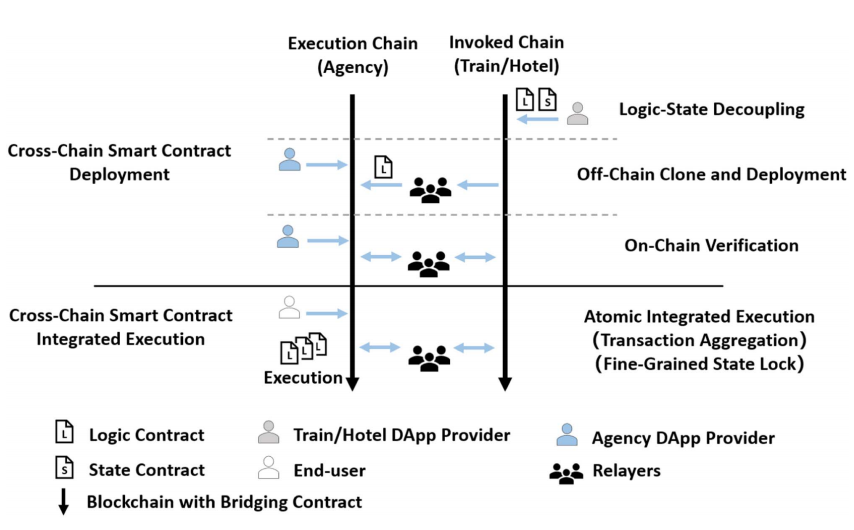 Execution Chain
(Agency)
Invoked Chain
(Train/Hotel)
L
S
Logic-State Decoupling
Cross-Chain Smart Contract
Deployment
L
Off-Chain Clone and Deployment
On-Chain Verification
Cross-Chain Smart Contract
Integrated Execution
Atomic Integrated Execution
(Transaction Aggregation)
(Fine-Grained State Lock)
L
L
L
Execution
L
Logic Contract
Train/Hotel DApp Provider
Agency DApp Provider
S
State Contract
End-user
Relayers
Blockchain with Bridging Contract